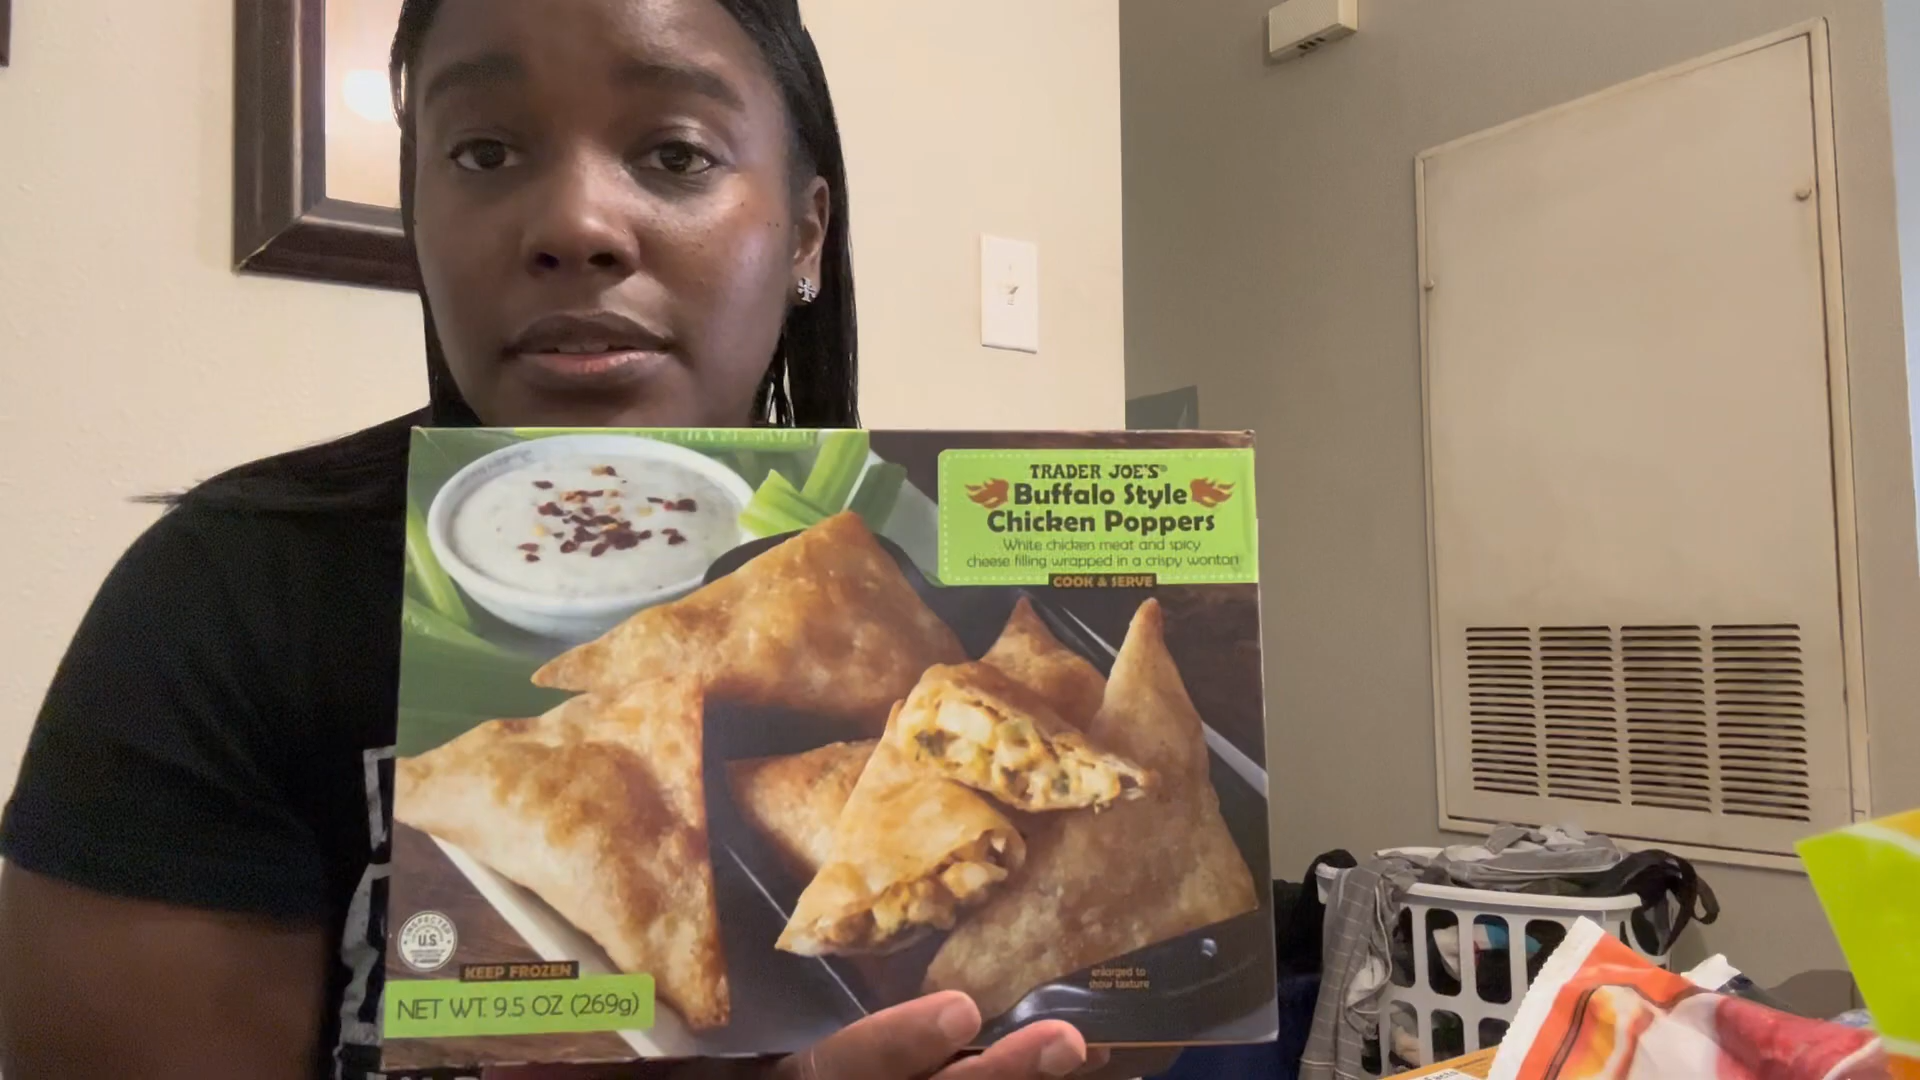 TRADER JOE'S®
Buffalo Style
Chicken Poppers
White chicken meat and spicy
cheese filling wrapped in a crispy wonton
COOK & SERVE
INSPECTED
U.S.
KEEP FROZEN
NET WT. 9.5 OZ (269g)
enlarged to
show texture